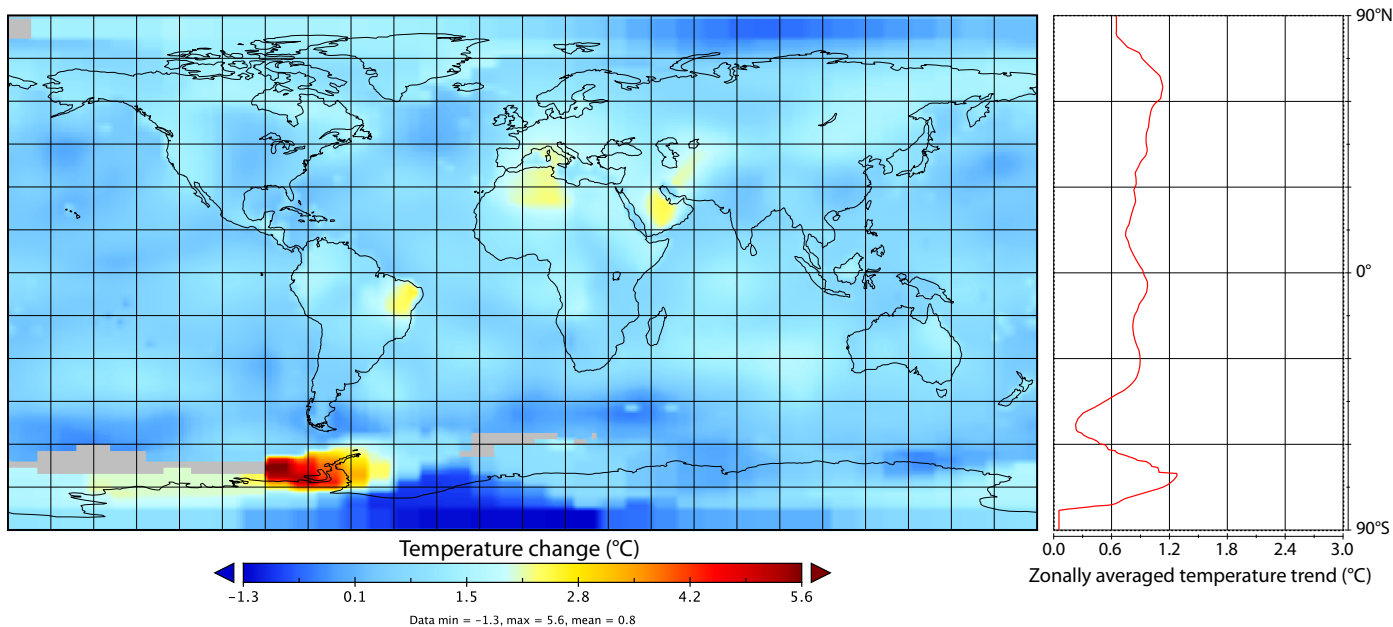 90°N
0°
90°S
0.0 0.6 1.2 1.8 2.4 3.0
Zonally averaged temperature trend (°C)
Temperature change (°C)
−1.3 0.1 1.5 2.8 4.2 5.6
Data min = −1.3, max = 5.6, mean = 0.8